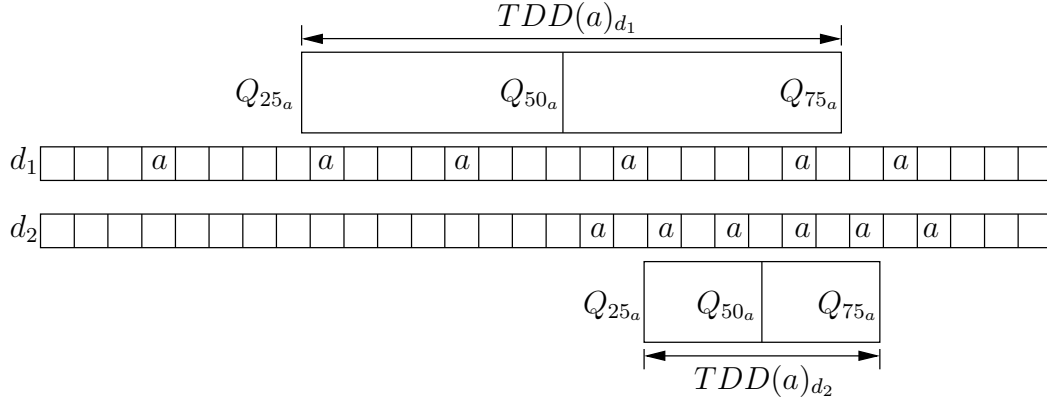 TDD(a)_{d_1}
Q_{25_a} Q_{50_a} Q_{75_a}
d_1 a a a a a a
d_2 a a a a a a
Q_{25_a} Q_{50_a} Q_{75_a}
TDD(a)_{d_2}